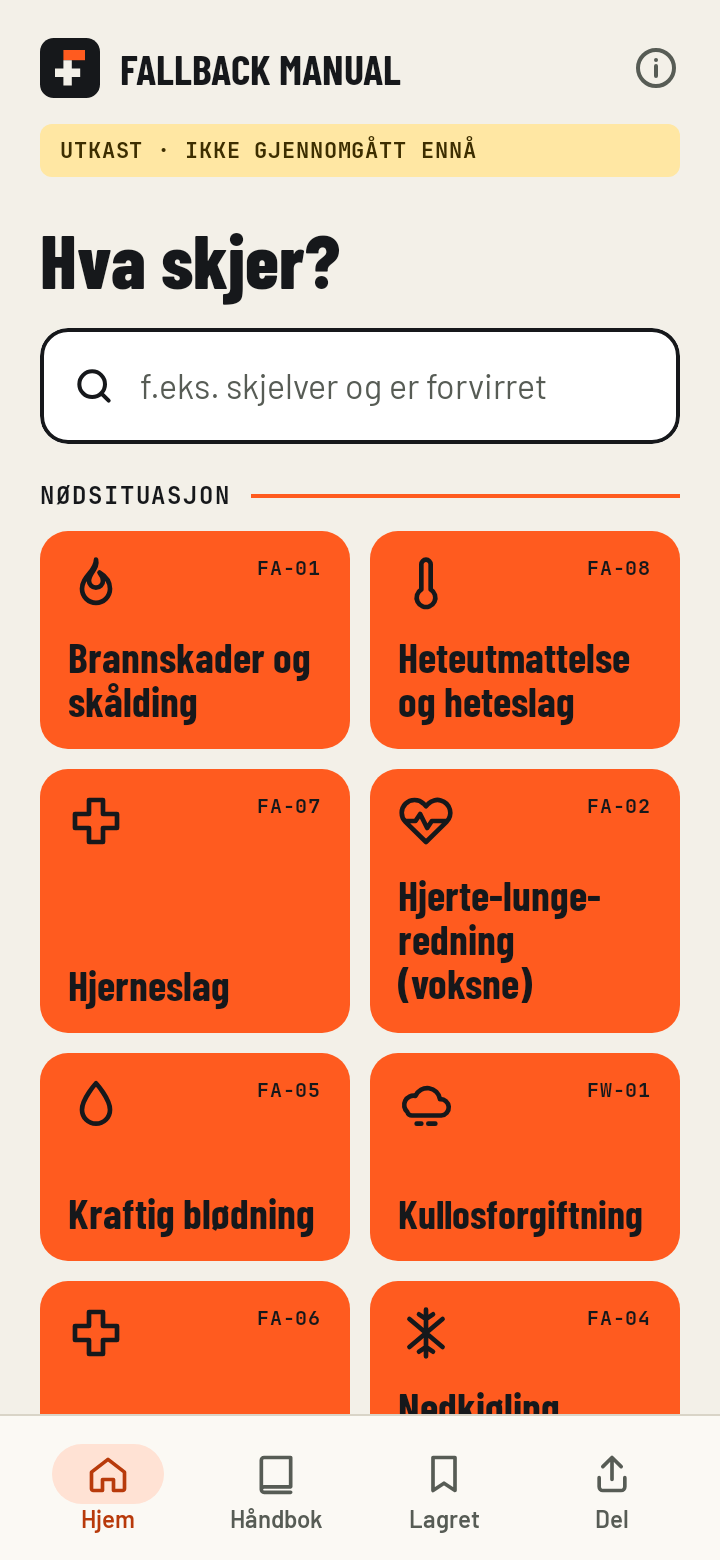 FALLBACK MANUAL
UTKAST · IKKE GJENNOMGÅTT ENNÅ
Hva skjer?
f.eks. skjelver og er forvirret
NØDSITUASJON
FA-01
Brannskader og
skålding
FA-08
Heteutmattelse
og heteslag
FA-07
Hjerneslag
FA-02
Hjerte-lunge-
redning
(voksne)
FA-05
Kraftig blødning
FW-01
Kullosforgiftning
FA-06
FA-04
Nedkjøling
Hjem
Håndbok
Lagret
Del